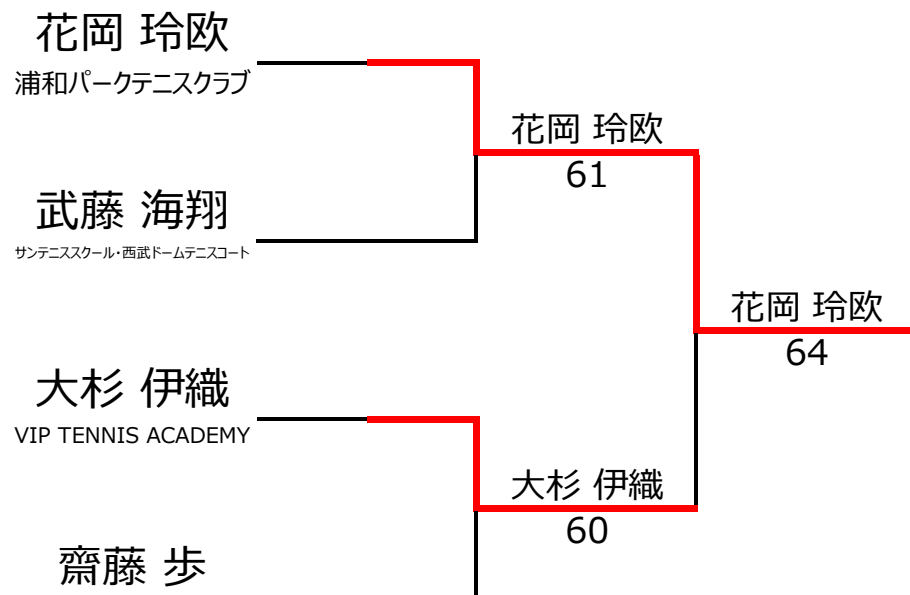 花岡 玲欧
浦和パークテニスクラブ
花岡 玲欧
61
武藤 海翔
サンテニススクール・西武ドームテニスコート
花岡 玲欧
64
大杉 伊織
VIP TENNIS ACADEMY
大杉 伊織
60
齋藤 歩